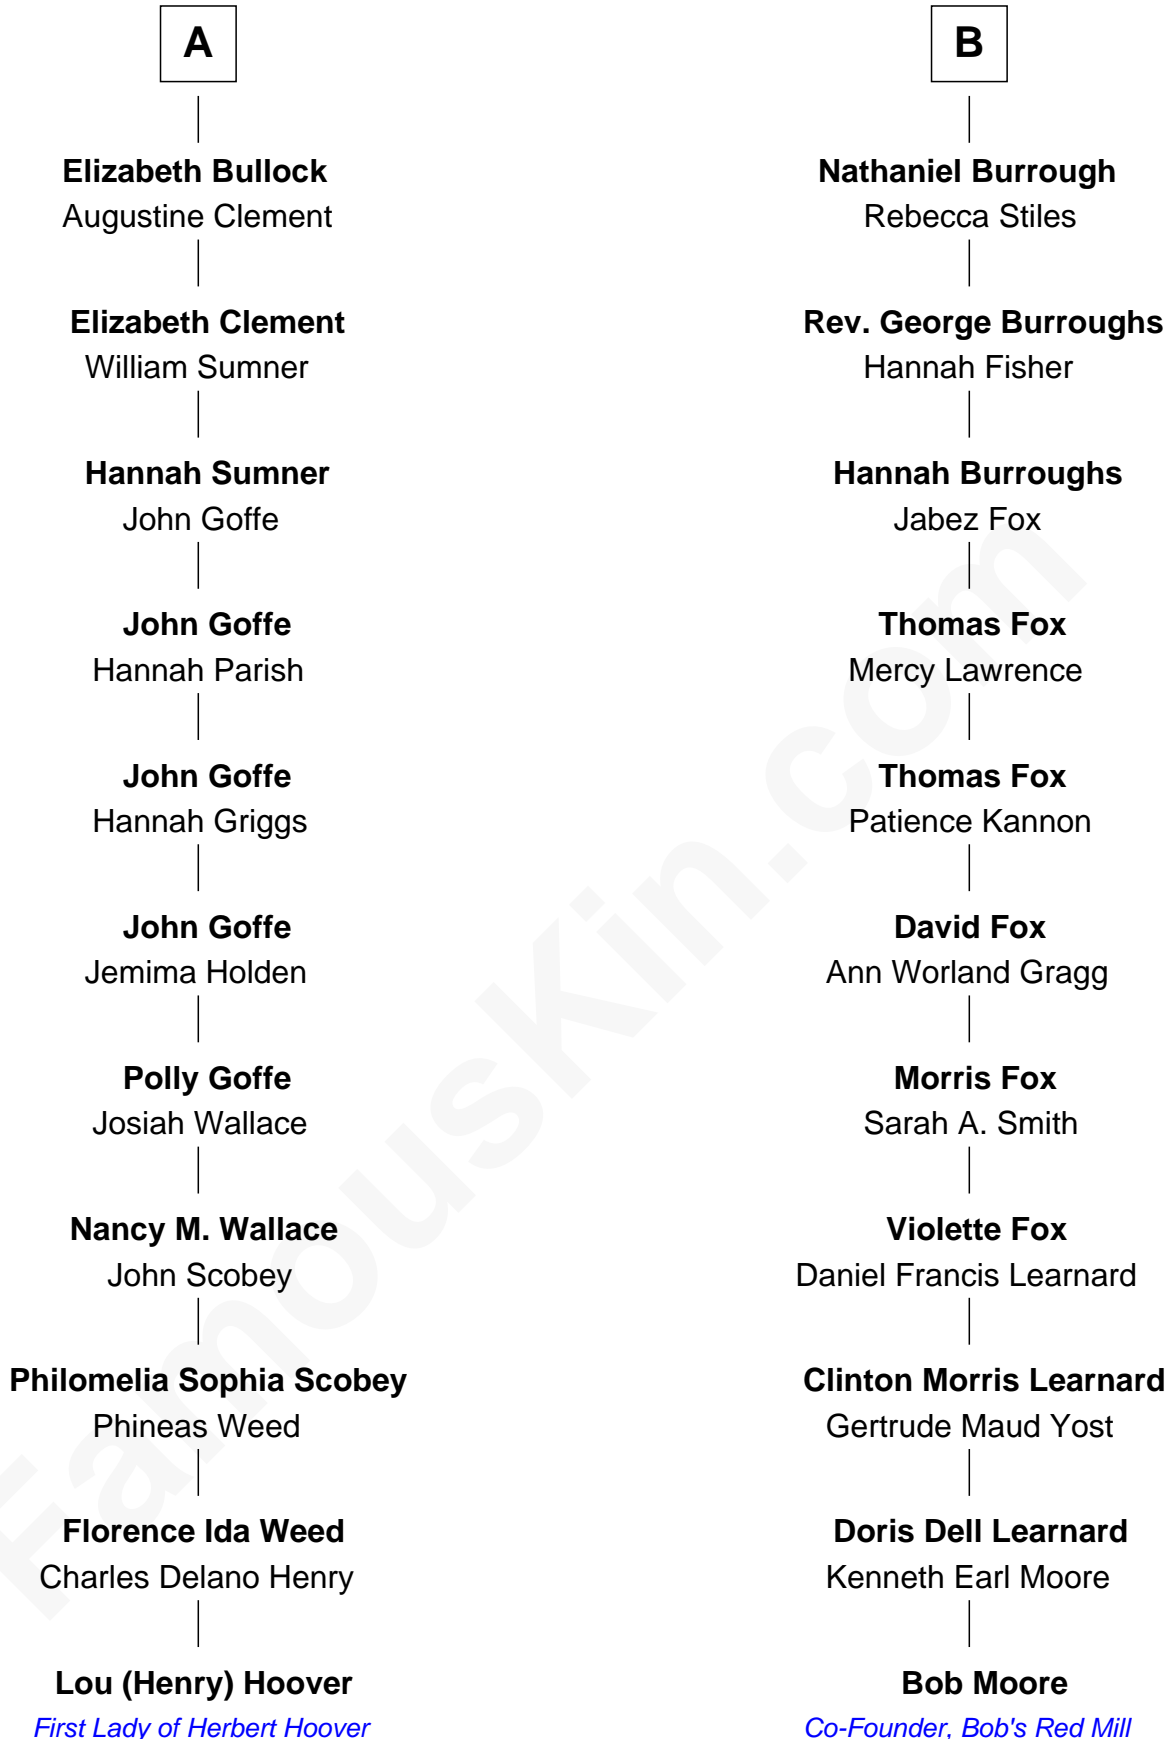 A
Elizabeth Bullock
Augustine Clement
Elizabeth Clement
William Sumner
Hannah Sumner
John Goffe
John Goffe
Hannah Parish
John Goffe
Hannah Griggs
John Goffe
Jemima Holden
Polly Goffe
Josiah Wallace
Nancy M. Wallace
John Scobey
Philomelia Sophia Scobey
Phineas Weed
Florence Ida Weed
Charles Delano Henry
Lou (Henry) Hoover
First Lady of Herbert Hoover
B
Nathaniel Burrough
Rebecca Stiles
Rev. George Burroughs
Hannah Fisher
Hannah Burroughs
Jabez Fox
Thomas Fox
Mercy Lawrence
Thomas Fox
Patience Kannon
David Fox
Ann Worland Gragg
Morris Fox
Sarah A. Smith
Violette Fox
Daniel Francis Learnard
Clinton Morris Learnard
Gertrude Maud Yost
Doris Dell Learnard
Kenneth Earl Moore
Bob Moore
Co-Founder, Bob's Red Mill
FamousKin.com